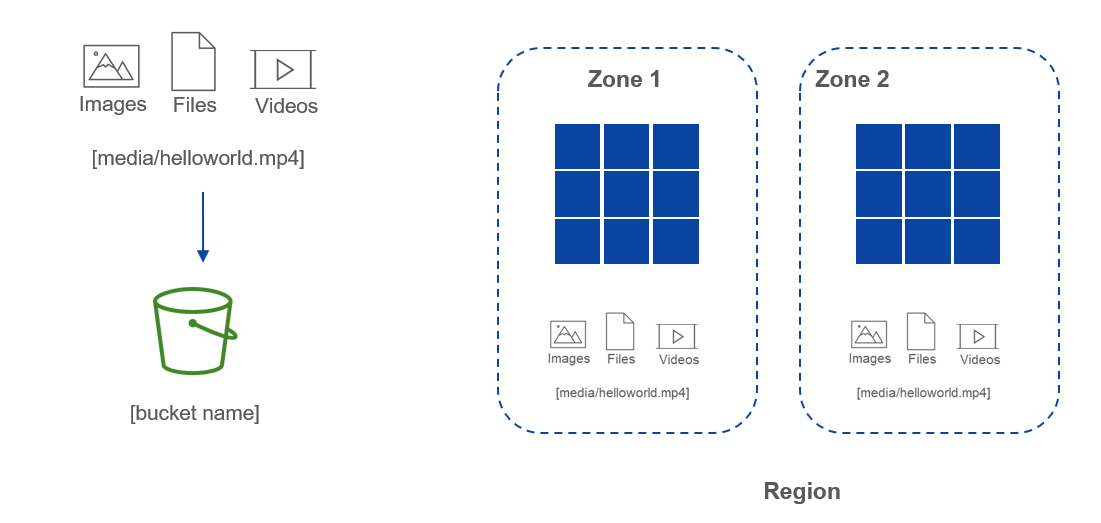 Images Files Videos
[media/helloworld.mp4]
[bucket name]
Zone 1
Images Files Videos
[media/helloworld.mp4]
Zone 2
Images Files Videos
[media/helloworld.mp4]
Region